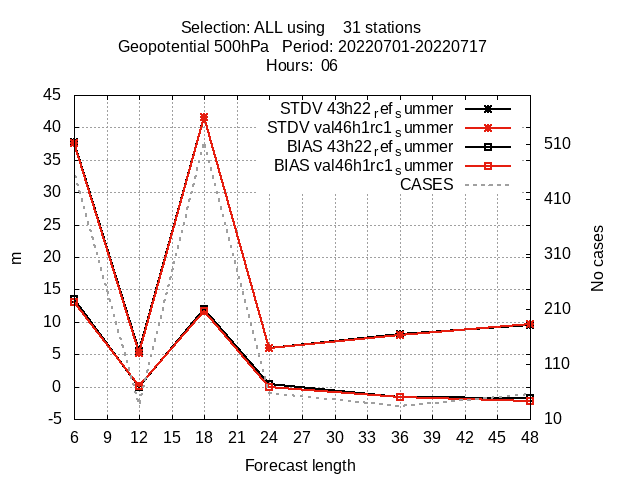 Selection: ALL using    31 stations
Geopotential 500hPa   Period: 20220701-20220717
Hours:  06
STDV 43h22_ref_summer
STDV val46h1rc1_summer
BIAS 43h22_ref_summer
BIAS val46h1rc1_summer
CASES
45
40
35
30
25
20
15
10
5
0
-5
m
510
410
310
210
110
10
No cases
6 9 12 15 18 21 24 27 30 33 36 39 42 45 48
Forecast length